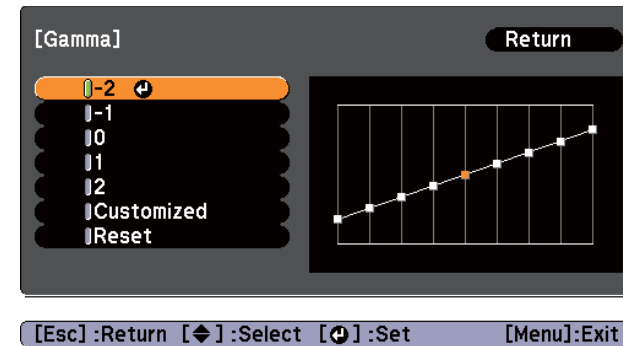 [Gamma] Return
-2
-1
0
1
2
Customized
Reset
[Esc] :Return [ ] :Select [ ] :Set [Menu]:Exit